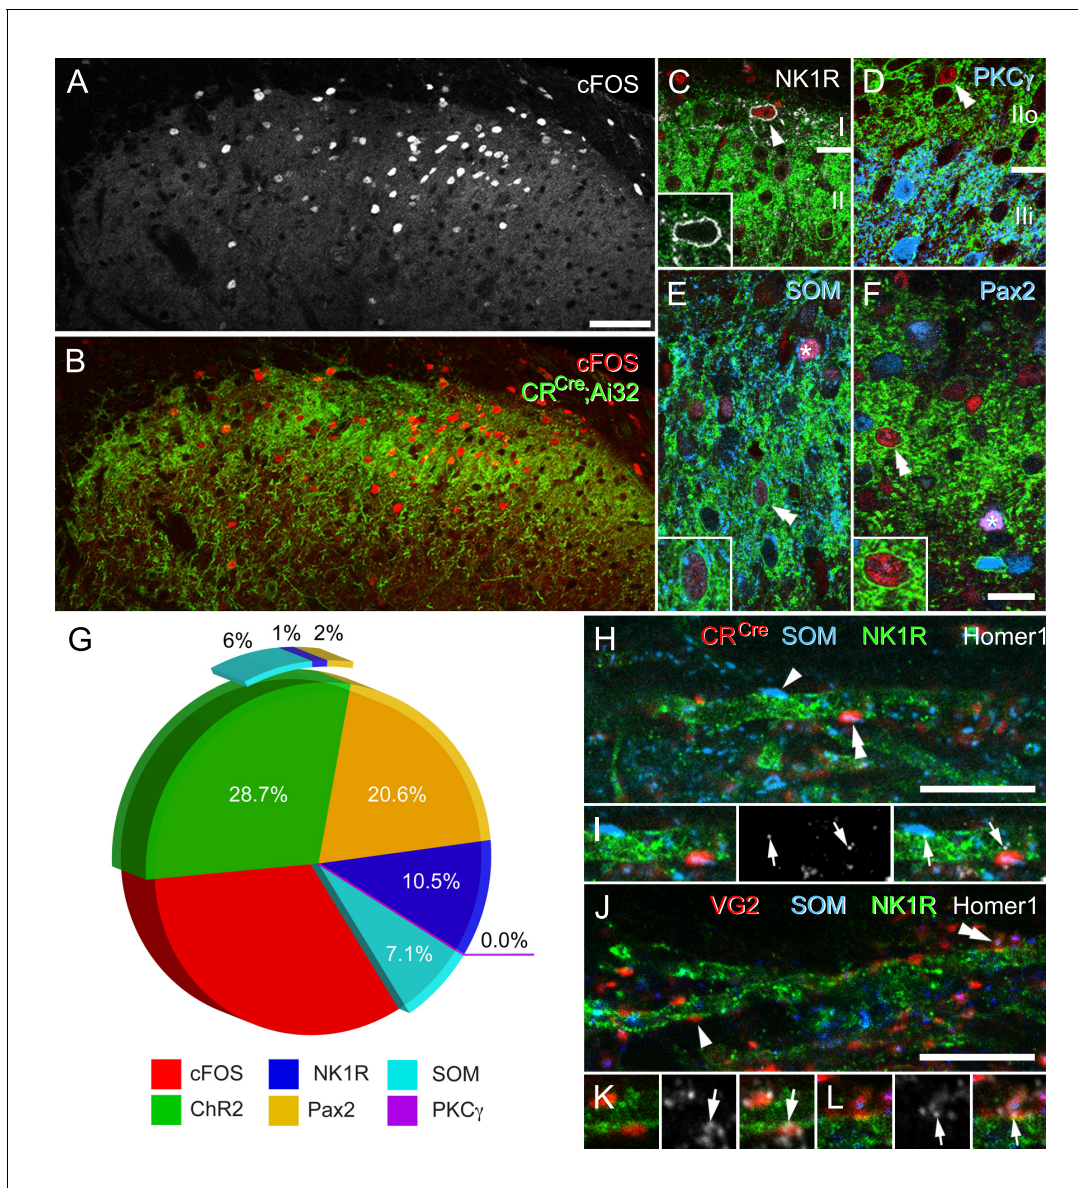 A
cFOS
B
cFOS
CR^Cre;Ai32
C
NK1R
I
II
D
PKCγ
IIo
IIi
E
SOM
*
F
Pax2
*
G
6%
1%
2%
28.7%
20.6%
10.5%
7.1%
0.0%
cFOS
NK1R
SOM
ChR2
Pax2
PKCγ
H
CR^Cre SOM NK1R Homer1
I
J
VG2 SOM NK1R Homer1
K
L